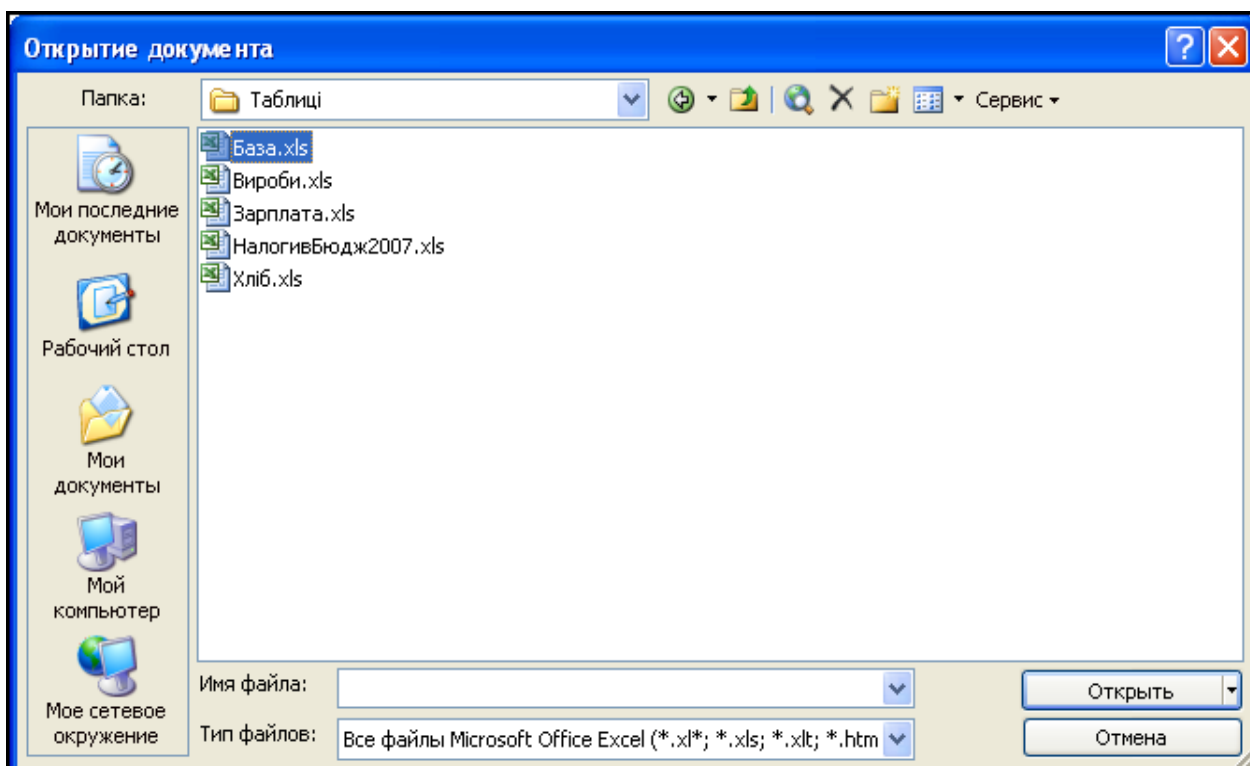 Открытие документа
Папка:
Таблиці
Сервис
База.xls
Вироби.xls
Зарплата.xls
НалогивБюдж2007.xls
Хліб.xls
Мои последние
документы
Рабочий стол
Мои
документы
Мой
компьютер
Мое сетевое
окружение
Имя файла:
Открыть
Тип файлов:
Все файлы Microsoft Office Excel (*.xl*; *.xls; *.xlt; *.htm
Отмена